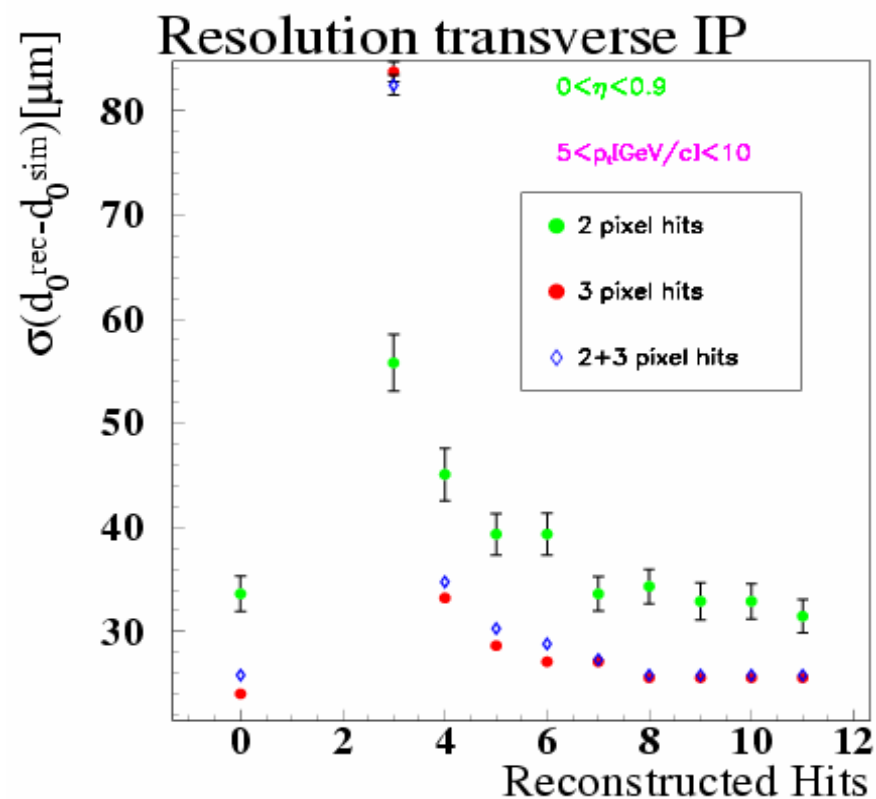 Resolution transverse IP
σ(d₀ʳᵉᶜ-d₀ˢⁱᵐ)[μm]
0<η<0.9
5<pₜ[GeV/c]<10
2 pixel hits
3 pixel hits
2+3 pixel hits
80
70
60
50
40
30
0 2 4 6 8 10 12
Reconstructed Hits